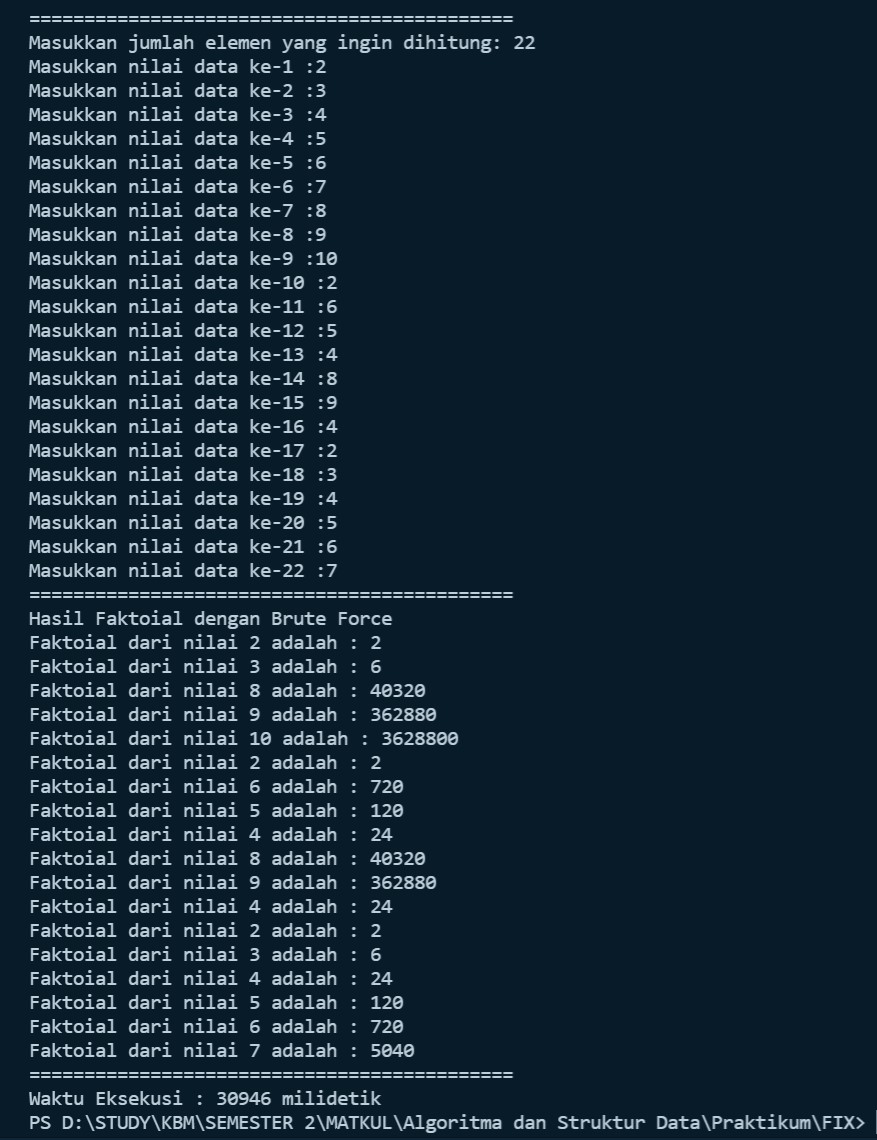 ============================================
Masukkan jumlah elemen yang ingin dihitung: 22
Masukkan nilai data ke-1 :2
Masukkan nilai data ke-2 :3
Masukkan nilai data ke-3 :4
Masukkan nilai data ke-4 :5
Masukkan nilai data ke-5 :6
Masukkan nilai data ke-6 :7
Masukkan nilai data ke-7 :8
Masukkan nilai data ke-8 :9
Masukkan nilai data ke-9 :10
Masukkan nilai data ke-10 :2
Masukkan nilai data ke-11 :6
Masukkan nilai data ke-12 :5
Masukkan nilai data ke-13 :4
Masukkan nilai data ke-14 :8
Masukkan nilai data ke-15 :9
Masukkan nilai data ke-16 :4
Masukkan nilai data ke-17 :2
Masukkan nilai data ke-18 :3
Masukkan nilai data ke-19 :4
Masukkan nilai data ke-20 :5
Masukkan nilai data ke-21 :6
Masukkan nilai data ke-22 :7
============================================
Hasil Faktoial dengan Brute Force
Faktoial dari nilai 2 adalah : 2
Faktoial dari nilai 3 adalah : 6
Faktoial dari nilai 8 adalah : 40320
Faktoial dari nilai 9 adalah : 362880
Faktoial dari nilai 10 adalah : 3628800
Faktoial dari nilai 2 adalah : 2
Faktoial dari nilai 6 adalah : 720
Faktoial dari nilai 5 adalah : 120
Faktoial dari nilai 4 adalah : 24
Faktoial dari nilai 8 adalah : 40320
Faktoial dari nilai 9 adalah : 362880
Faktoial dari nilai 4 adalah : 24
Faktoial dari nilai 2 adalah : 2
Faktoial dari nilai 3 adalah : 6
Faktoial dari nilai 4 adalah : 24
Faktoial dari nilai 5 adalah : 120
Faktoial dari nilai 6 adalah : 720
Faktoial dari nilai 7 adalah : 5040
============================================
Waktu Eksekusi : 30946 milidetik
PS D:\STUDY\KBM\SEMESTER 2\MATKUL\Algoritma dan Struktur Data\Praktikum\FIX>